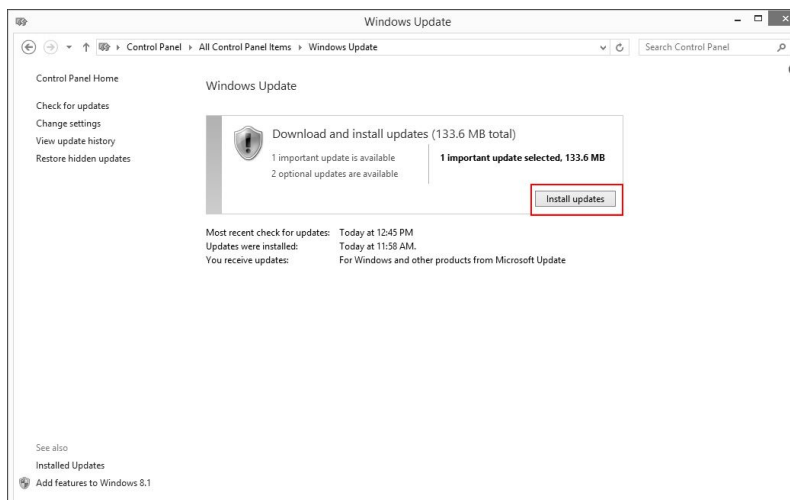 Windows Update
Control Panel All Control Panel Items Windows Update
Search Control Panel
Control Panel Home
Check for updates
Change settings
View update history
Restore hidden updates
Windows Update
Download and install updates (133.6 MB total)
1 important update is available
2 optional updates are available
1 important update selected, 133.6 MB
Install updates
Most recent check for updates: Today at 12:45 PM
Updates were installed: Today at 11:58 AM.
You receive updates: For Windows and other products from Microsoft Update
See also
Installed Updates
Add features to Windows 8.1